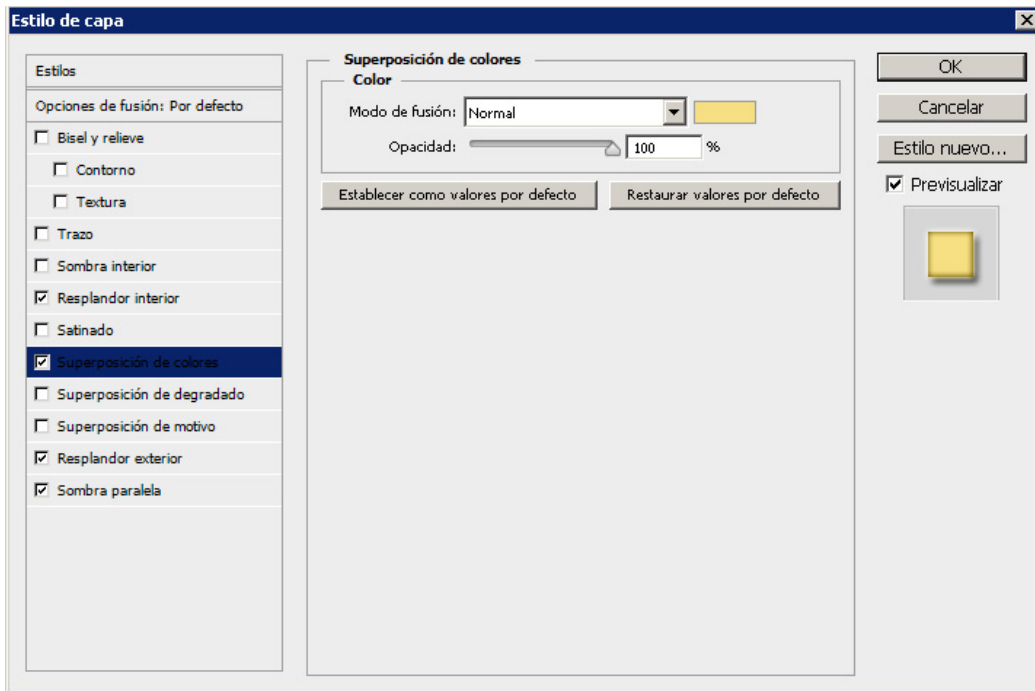 Estilo de capa
Estilos
Opciones de fusión: Por defecto
Bisel y relieve
Contorno
Textura
Trazo
Sombra interior
Resplandor interior
Satinado
Superposición de colores
Superposición de degradado
Superposición de motivo
Resplandor exterior
Sombra paralela
Superposición de colores
Color
Modo de fusión: Normal
Opacidad: 100 %
Establecer como valores por defecto
Restaurar valores por defecto
OK
Cancelar
Estilo nuevo...
Previsualizar